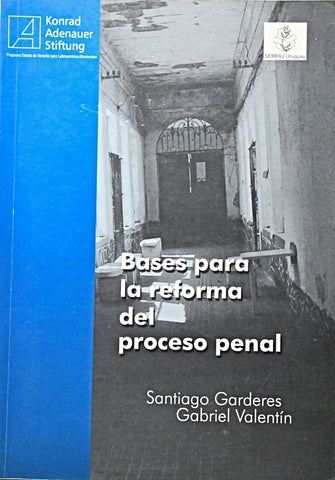 Konrad
Adenauer
Stiftung
Programa Estado de Derecho para Latinoamérica/Montevideo
SERPAJ Uruguay
Bases para
la reforma
del
proceso penal
Santiago Garderes
Gabriel Valentín